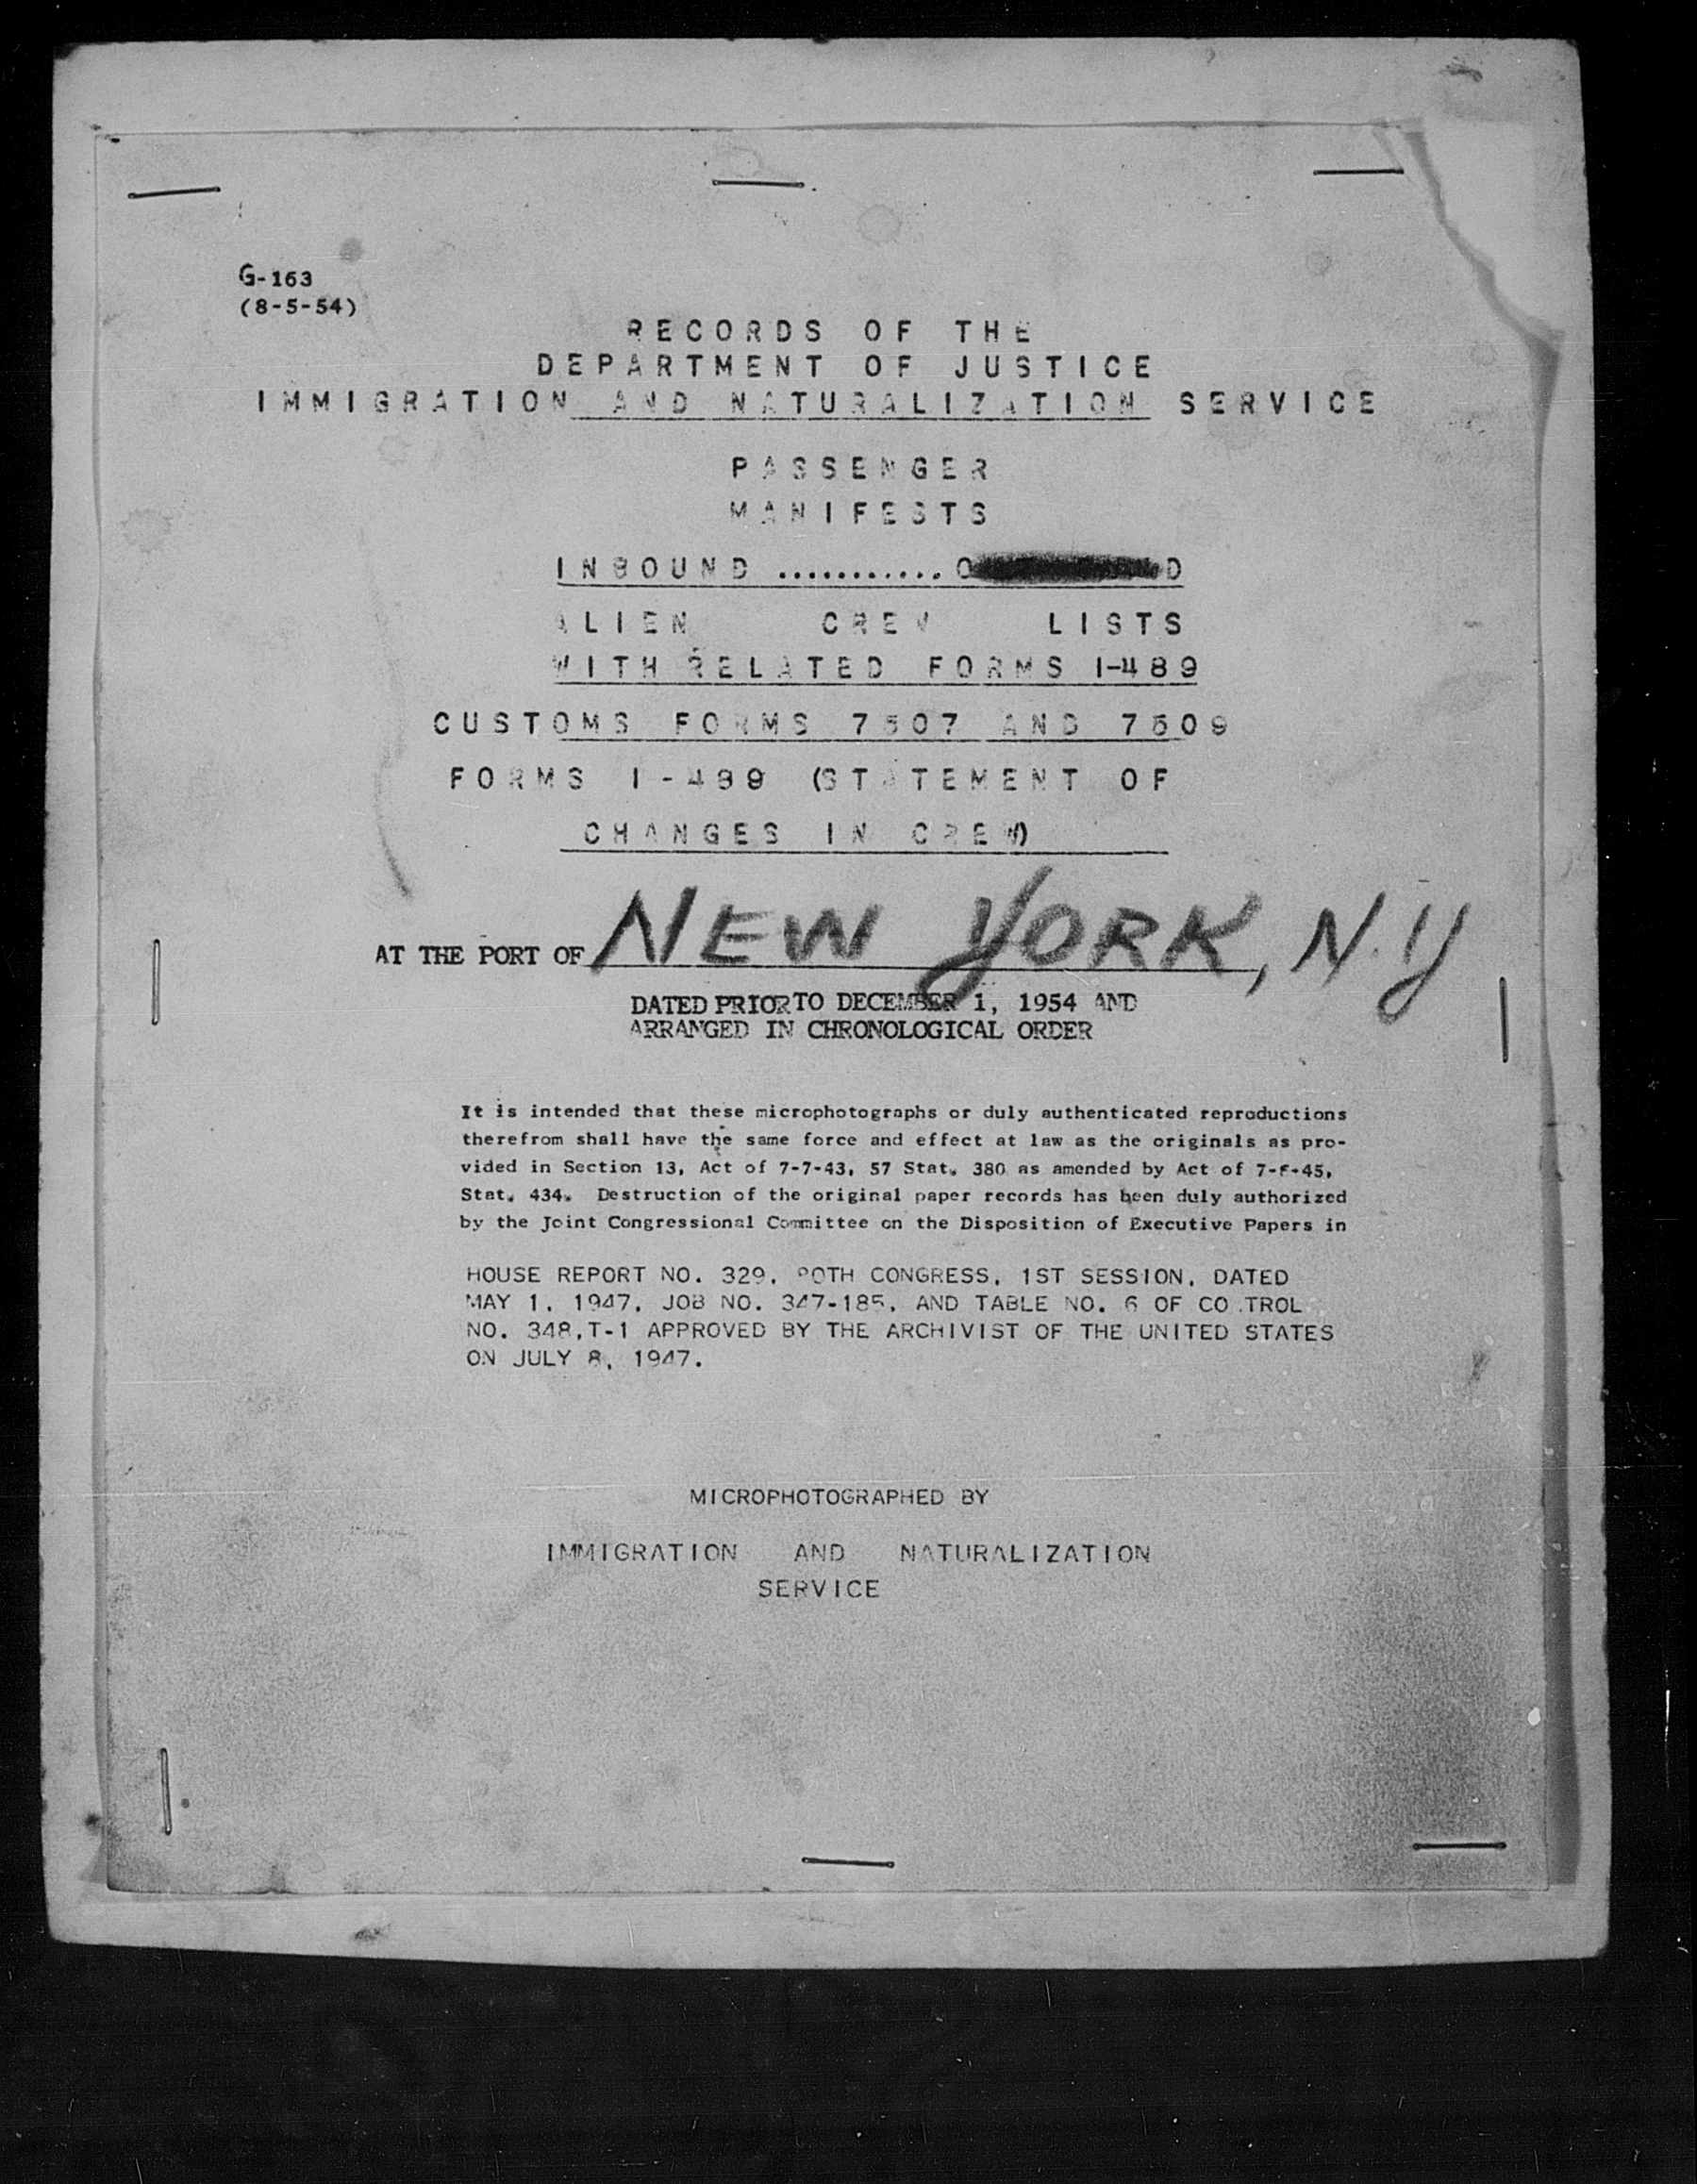 G-163
(8-5-54)
RECORDS OF THE
DEPARTMENT OF JUSTICE
IMMIGRATION AND NATURALIZATION SERVICE
PASSENGER
MANIFESTS
INBOUND ...........
ALIEN CREW LISTS
WITH RELATED FORMS I-489
CUSTOMS FORMS 7507 AND 7509
FORMS I-489 (STATEMENT OF
CHANGES IN CREW)
AT THE PORT OF NEW YORK, N.Y
DATED PRIOR TO DECEMBER 1, 1954 AND
ARRANGED IN CHRONOLOGICAL ORDER
It is intended that these microphotographs or duly authenticated reproductions
therefrom shall have the same force and effect at law as the originals as pro-
vided in Section 13, Act of 7-7-43, 57 Stat. 380 as amended by Act of
Stat. 434. Destruction of the original paper records has been duly authorized
by the Joint Congressional Committee on the Disposition of Executive Papers in
HOUSE REPORT NO. 329, 80TH CONGRESS, 1ST SESSION, DATED
MAY 1, 1947, JOB NO. 347-185, AND TABLE NO. 6 OF CO.TROL
NO. 348,T-1 APPROVED BY THE ARCHIVIST OF THE UNITED STATES
ON JULY 8, 1947.
MICROPHOTOGRAPHED BY
IMMIGRATION AND NATURALIZATION
SERVICE